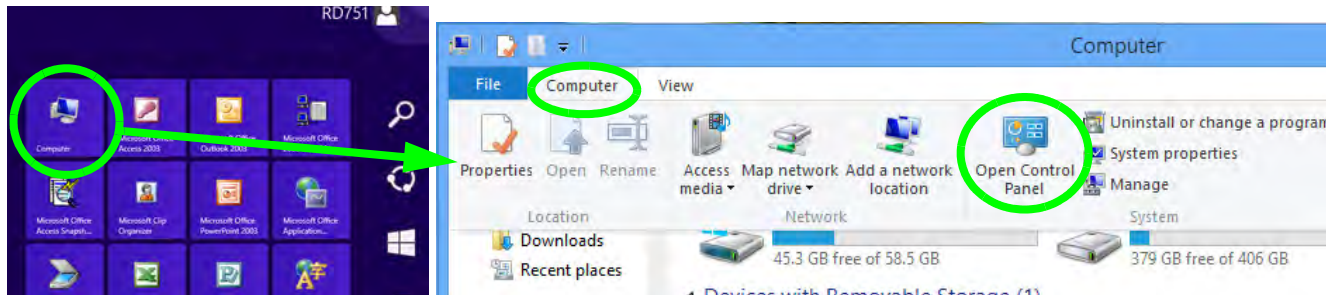 RD751
Computer
Microsoft Office
Access 2003
Microsoft Office
Outlook 2003
Microsoft Office
Microsoft Office
Access Snapsh...
Microsoft Clip
Organizer
Microsoft Office
PowerPoint 2003
Microsoft Office
Application...
Computer
File
Computer
View
Properties
Open
Rename
Access
media
Map network
drive
Add a network
location
Open Control
Panel
Uninstall or change a program
System properties
Manage
Location
Network
System
Downloads
Recent places
45.3 GB free of 58.5 GB
379 GB free of 406 GB
Devices with Removable Storage (1)